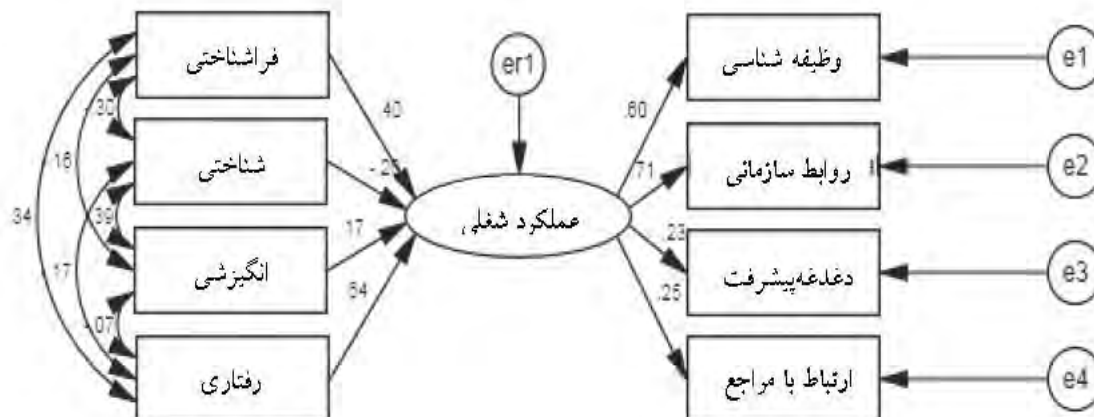 فراشناختی
شناختی
انگیزشی
رفتاری
.30
.16
.34
.39
.17
.07
.40
.17
.64
er1
عملکرد شغلی
.60
.71
.23
.25
وظیفه شناسی
روابط سازمانی
دغدغه پیشرفت
ارتباط با مراجع
e1
e2
e3
e4